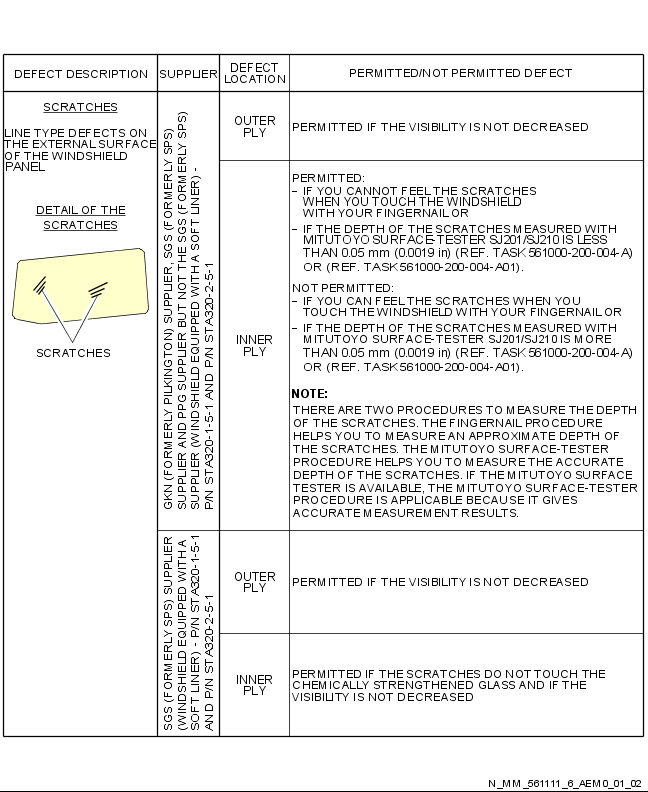 DEFECT DESCRIPTION
SUPPLIER
DEFECT
LOCATION
PERMITTED/NOT PERMITTED DEFECT
SCRATCHES
LINE TYPE DEFECTS ON
THE EXTERNAL SURFACE
OF THE WINDSHIELD
PANEL
DETAIL OF THE
SCRATCHES
SCRATCHES
GKN (FORMERLY PILKINGTON) SUPPLIER, SGS (FORMERLY SPS)
SUPPLIER AND PPG SUPPLIER BUT NOT THE SGS (FORMERLY SPS)
SUPPLIER (WINDSHIELD EQUIPPED WITH A SOFT LINER) -
P/N STA320-1-5-1 AND P/N STA320-2-5-1
OUTER
PLY
PERMITTED IF THE VISIBILITY IS NOT DECREASED
INNER
PLY
PERMITTED:
– IF YOU CANNOT FEEL THE SCRATCHES
WHEN YOU TOUCH THE WINDSHIELD
WITH YOUR FINGERNAIL OR
– IF THE DEPTH OF THE SCRATCHES MEASURED WITH
MITUTOYO SURFACE-TESTER SJ201/SJ210 IS LESS
THAN 0.05 mm (0.0019 in) (REF. TASK 561000-200-004-A)
OR (REF. TASK 561000-200-004-A01).
NOT PERMITTED:
– IF YOU CAN FEEL THE SCRATCHES WHEN YOU
TOUCH THE WINDSHIELD WITH YOUR FINGERNAIL OR
– IF THE DEPTH OF THE SCRATCHES MEASURED WITH
MITUTOYO SURFACE-TESTER SJ201/SJ210 IS MORE
THAN 0.05 mm (0.0019 in) (REF. TASK 561000-200-004-A)
OR (REF. TASK 561000-200-004-A01).
NOTE:
THERE ARE TWO PROCEDURES TO MEASURE THE DEPTH
OF THE SCRATCHES. THE FINGERNAIL PROCEDURE
HELPS YOU TO MEASURE AN APPROXIMATE DEPTH OF
THE SCRATCHES. THE MITUTOYO SURFACE-TESTER
PROCEDURE HELPS YOU TO MEASURE THE ACCURATE
DEPTH OF THE SCRATCHES. IF THE MITUTOYO SURFACE
TESTER IS AVAILABLE, THE MITUTOYO SURFACE-TESTER
PROCEDURE IS APPLICABLE BECAUSE IT GIVES
ACCURATE MEASUREMENT RESULTS.
SGS (FORMERLY SPS) SUPPLIER
(WINDSHIELD EQUIPPED WITH A
SOFT LINER) - P/N STA320-1-5-1
AND P/N STA320-2-5-1
OUTER
PLY
PERMITTED IF THE VISIBILITY IS NOT DECREASED
INNER
PLY
PERMITTED IF THE SCRATCHES DO NOT TOUCH THE
CHEMICALLY STRENGTHENED GLASS AND IF THE
VISIBILITY IS NOT DECREASED
N_MM_561111_6_AEM0_01_02